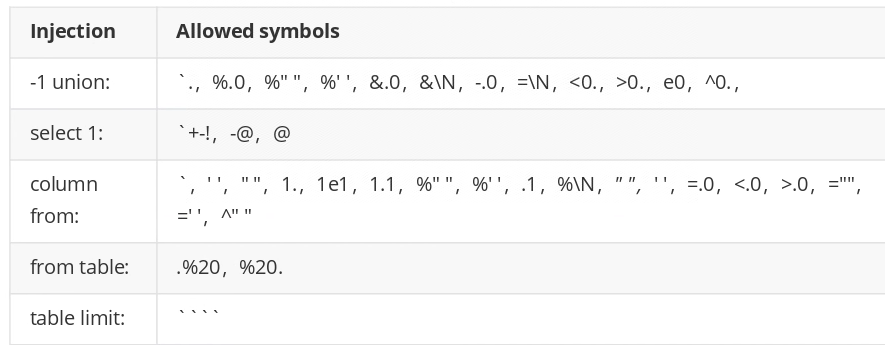 Injection Allowed symbols
-1 union: `., %.0, %" ", %' ', &.0, &\N, -.0, =\N, <0., >0., e0, ^0.,
select 1: `+-!, -@, @
column `, ' ', " ", 1., 1e1, 1.1, %" ", %' ', .1, %\N, " ", ' ', =.0, <.0, >.0, ="",
from: =' ', ^" "
from table: .%20, %20.
table limit: ````